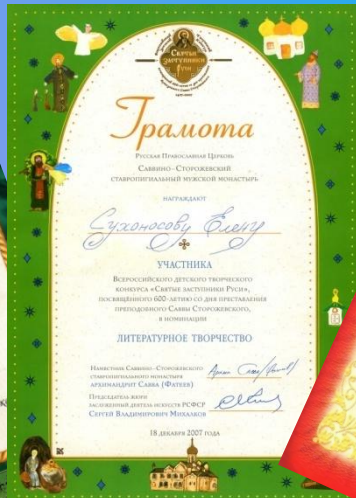 Святые
заступники
Руси
Грамота
Русская Православная Церковь
Саввино-Сторожевский
ставропигиальный мужской монастырь
награждают
Сухоносову Елену
участника
Всероссийского детского творческого
конкурса «Святые заступники Руси»,
посвящённого 600-летию со дня преставления
преподобного Саввы Сторожевского,
в номинации
литературное творчество
Наместник Саввино-Сторожевского
ставропигиального монастыря
архимандрит Савва (Фатеев)
Председатель жюри
заслуженный деятель искусств РСФСР
Сергей Владимирович Михалков
18 декабря 2007 года